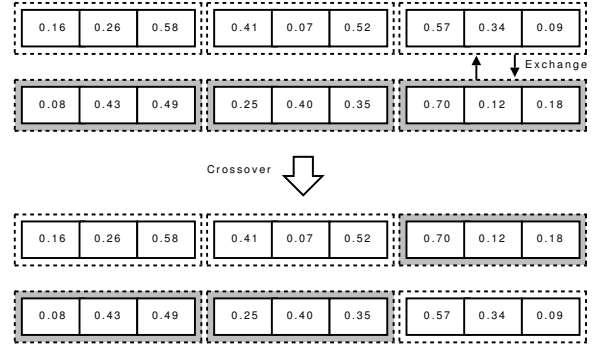 0.16 0.26 0.58 0.41 0.07 0.52 0.57 0.34 0.09
Exchange
0.08 0.43 0.49 0.25 0.40 0.35 0.70 0.12 0.18
Crossover
0.16 0.26 0.58 0.41 0.07 0.52 0.70 0.12 0.18
0.08 0.43 0.49 0.25 0.40 0.35 0.57 0.34 0.09